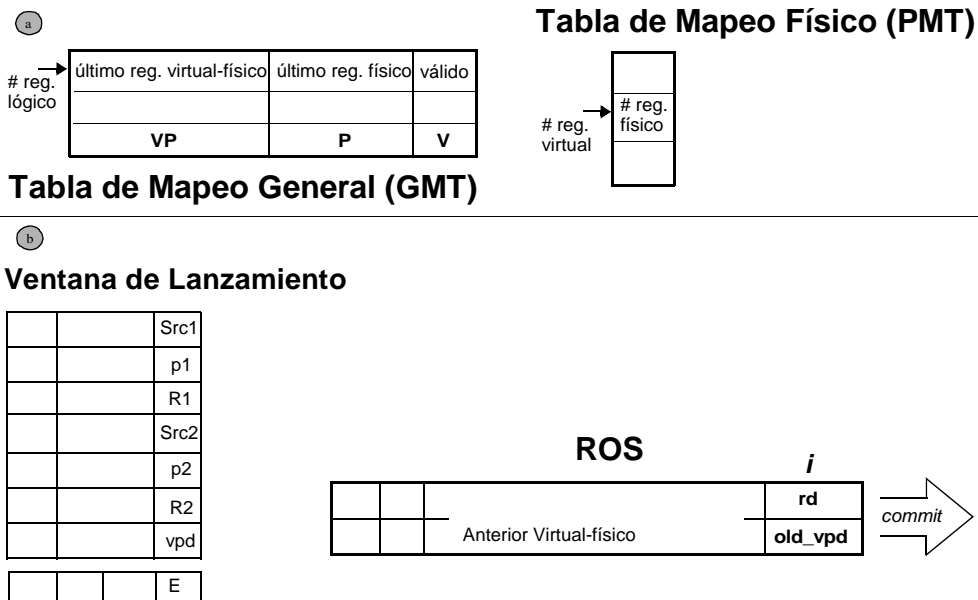 a
Tabla de Mapeo Físico (PMT)
# reg.
lógico
último reg. virtual-físico último reg. físico válido
VP P V
# reg.
virtual
# reg.
físico
Tabla de Mapeo General (GMT)
b
Ventana de Lanzamiento
Src1
p1
R1
Src2
p2
R2
vpd
E
ROS
i
rd
Anterior Virtual-físico
old_vpd
commit